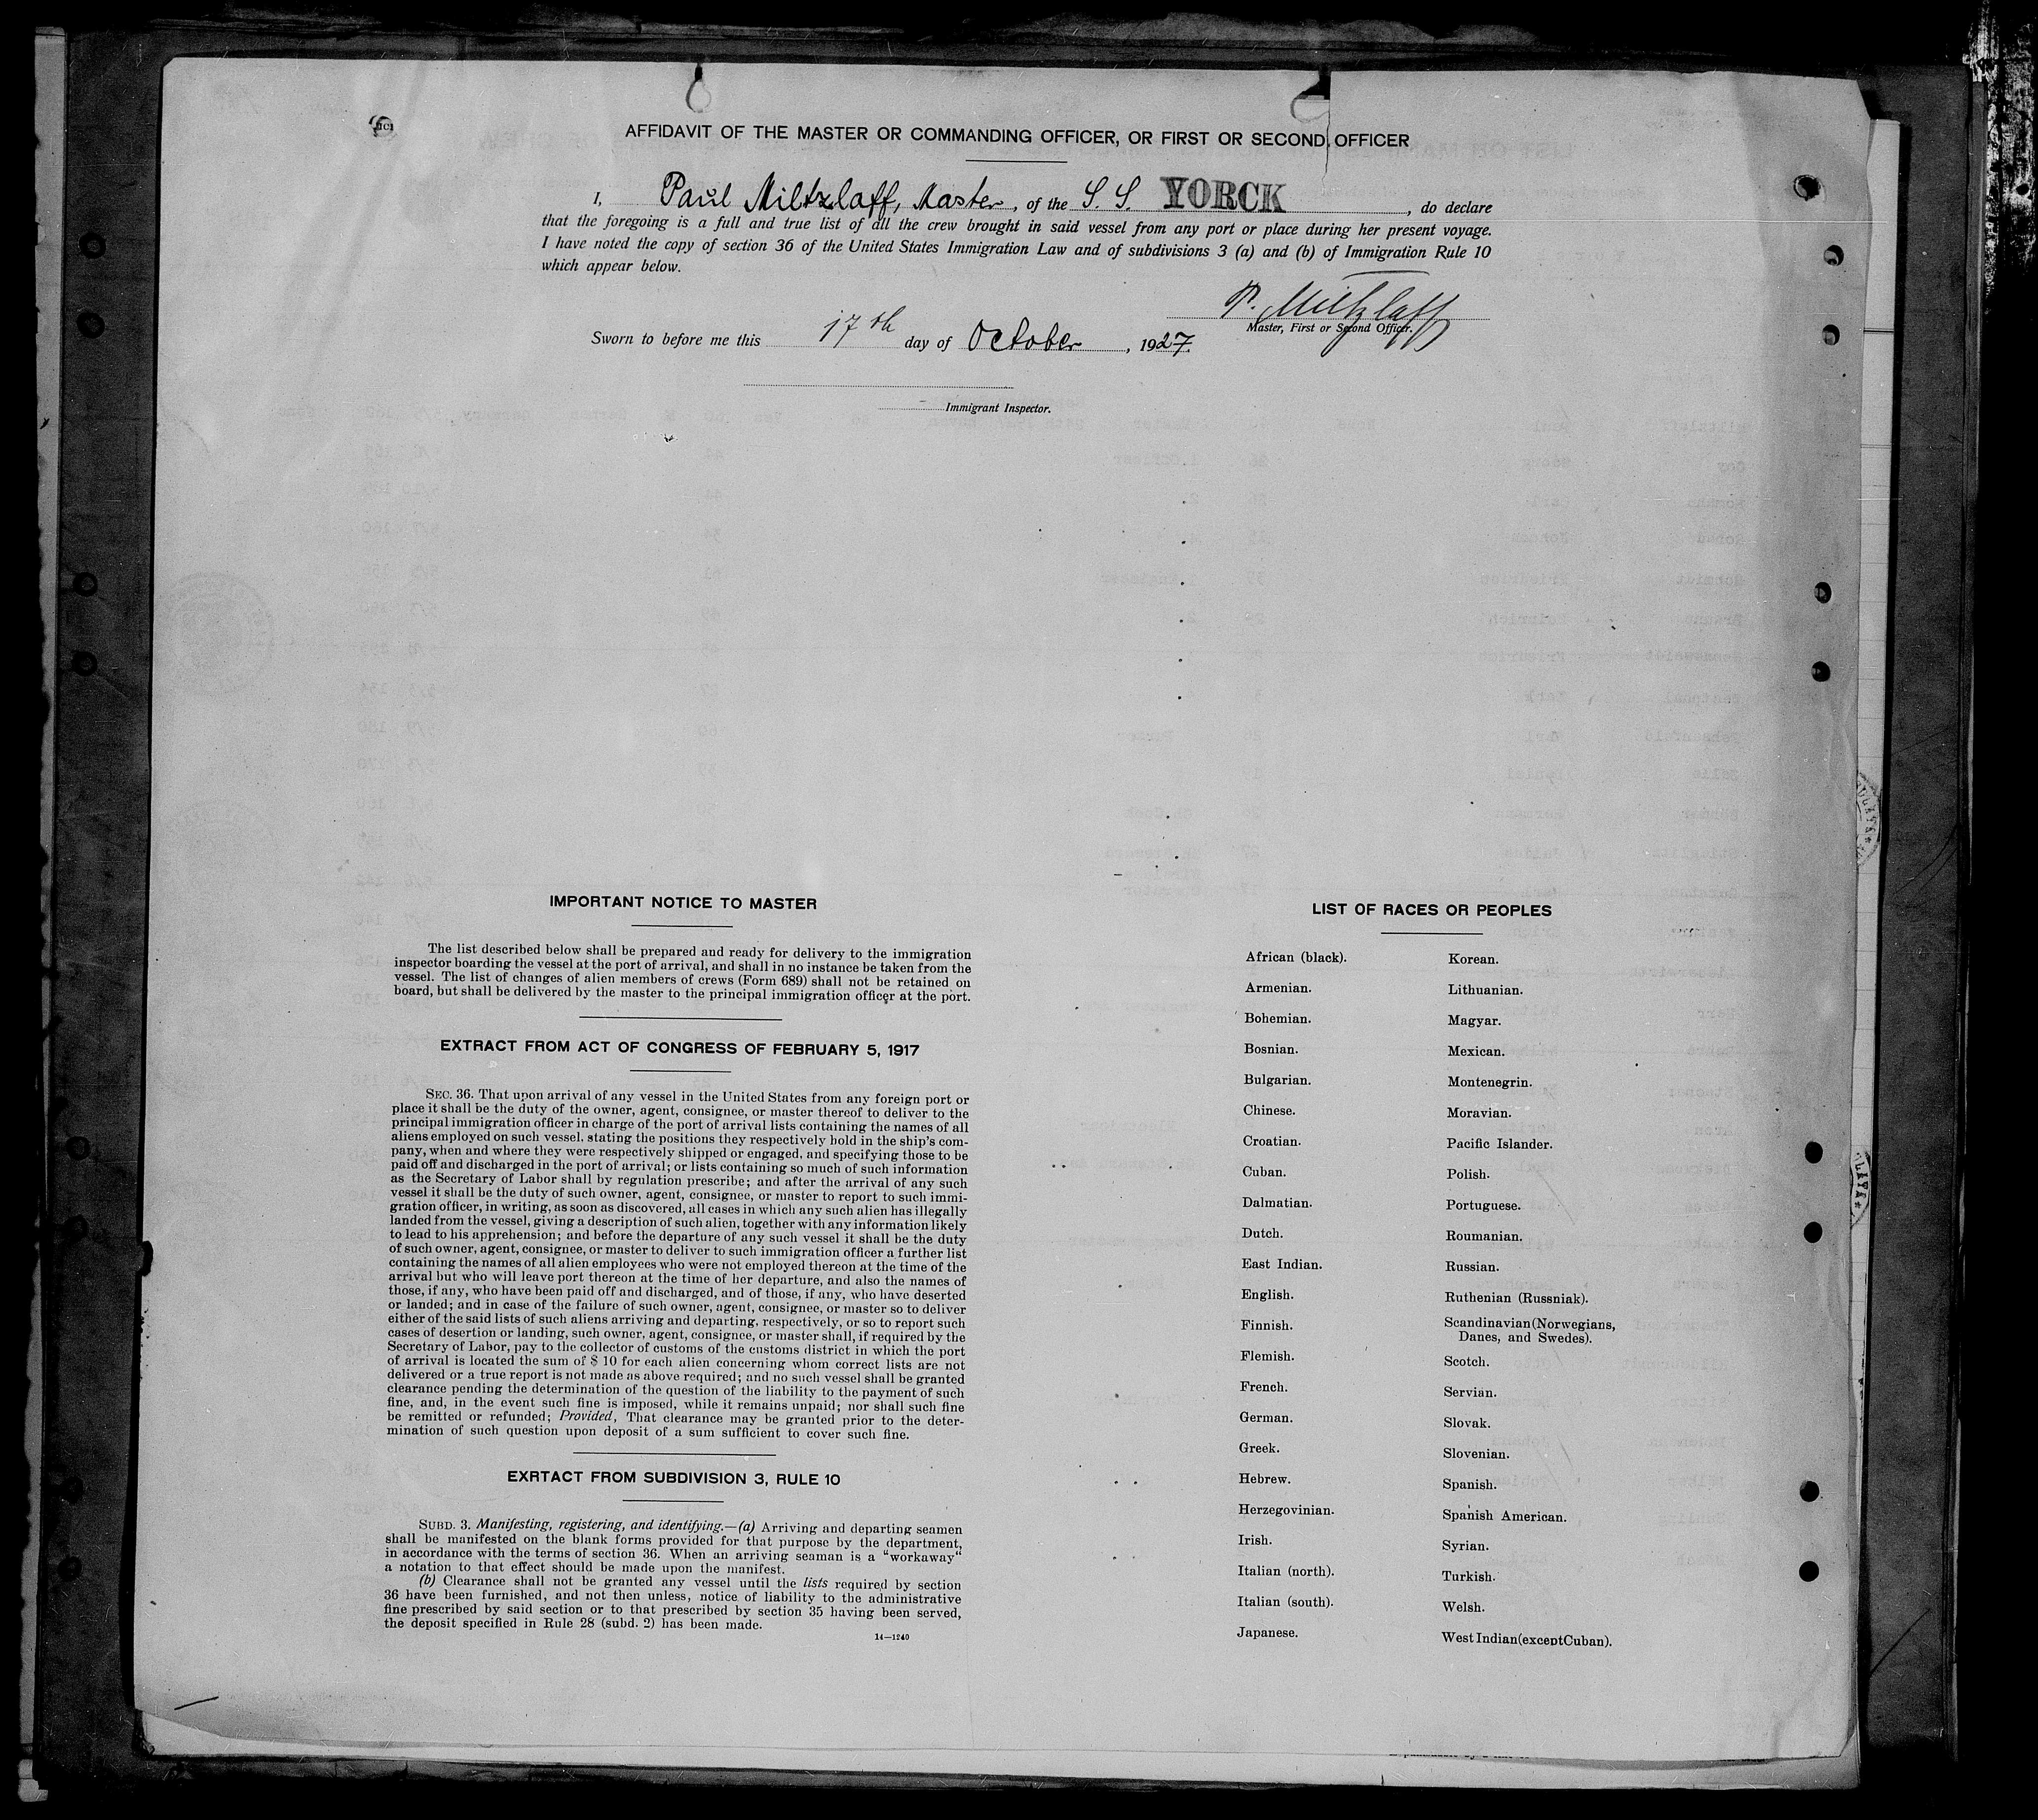 AFFIDAVIT OF THE MASTER OR COMMANDING OFFICER, OR FIRST OR SECOND OFFICER
I, Paul Miltzlaff, Master, of the S. S. YORCK, do declare
that the foregoing is a full and true list of all the crew brought in said vessel from any port or place during her present voyage.
I have noted the copy of section 36 of the United States Immigration Law and of subdivisions 3 (a) and (b) of Immigration Rule 10
which appear below.
P. Miltzlaff
Master, First or Second Officer.
Sworn to before me this 17th day of October, 1927.
Immigrant Inspector.
IMPORTANT NOTICE TO MASTER
The list described below shall be prepared and ready for delivery to the immigration
inspector boarding the vessel at the port of arrival, and shall in no instance be taken from the
vessel. The list of changes of alien members of crews (Form 689) shall not be retained on
board, but shall be delivered by the master to the principal immigration officer at the port.
EXTRACT FROM ACT OF CONGRESS OF FEBRUARY 5, 1917
SEC. 36. That upon arrival of any vessel in the United States from any foreign port or
place it shall be the duty of the owner, agent, consignee, or master thereof to deliver to the
principal immigration officer in charge of the port of arrival lists containing the names of all
aliens employed on such vessel, stating the positions they respectively hold in the ship's com-
pany, when and where they were respectively shipped or engaged, and specifying those to be
paid off and discharged in the port of arrival; or lists containing so much of such information
as the Secretary of Labor shall by regulation prescribe; and after the arrival of any such
vessel it shall be the duty of such owner, agent, consignee, or master to report to such immi-
gration officer, in writing, as soon as discovered, all cases in which any such alien has illegally
landed from the vessel, giving a description of such alien, together with any information likely
to lead to his apprehension; and before the departure of any such vessel it shall be the duty
of such owner, agent, consignee, or master to deliver to such immigration officer a further list
containing the names of all alien employees who were not employed thereon at the time of the
arrival but who will leave port thereon at the time of her departure, and also the names of
those, if any, who have been paid off and discharged, and of those, if any, who have deserted
or landed; and in case of the failure of such owner, agent, consignee, or master so to deliver
either of the said lists of such aliens arriving and departing, respectively, or so to report such
cases of desertion or landing, such owner, agent, consignee, or master shall, if required by the
Secretary of Labor, pay to the collector of customs of the customs district in which the port
of arrival is located the sum of $ 10 for each alien concerning whom correct lists are not
delivered or a true report is not made as above required; and no such vessel shall be granted
clearance pending the determination of the question of the liability to the payment of such
fine, and, in the event such fine is imposed, while it remains unpaid; nor shall such fine
be remitted or refunded; Provided, That clearance may be granted prior to the deter-
mination of such question upon deposit of a sum sufficient to cover such fine.
EXRTACT FROM SUBDIVISION 3, RULE 10
SUBD. 3. Manifesting, registering, and identifying.—(a) Arriving and departing seamen
shall be manifested on the blank forms provided for that purpose by the department,
in accordance with the terms of section 36. When an arriving seaman is a "workaway"
a notation to that effect should be made upon the manifest.
(b) Clearance shall not be granted any vessel until the lists required by section
36 have been furnished, and not then unless, notice of liability to the administrative
fine prescribed by said section or to that prescribed by section 35 having been served,
the deposit specified in Rule 28 (subd. 2) has been made.
14—1240
LIST OF RACES OR PEOPLES
African (black).
Armenian.
Bohemian.
Bosnian.
Bulgarian.
Chinese.
Croatian.
Cuban.
Dalmatian.
Dutch.
East Indian.
English.
Finnish.
Flemish.
French.
German.
Greek.
Hebrew.
Herzegovinian.
Irish.
Italian (north).
Italian (south).
Japanese.
Korean.
Lithuanian.
Magyar.
Mexican.
Montenegrin.
Moravian.
Pacific Islander.
Polish.
Portuguese.
Roumanian.
Russian.
Ruthenian (Russniak).
Scandinavian (Norwegians,
Danes, and Swedes).
Scotch.
Servian.
Slovak.
Slovenian.
Spanish.
Spanish American.
Syrian.
Turkish.
Welsh.
West Indian (except Cuban).